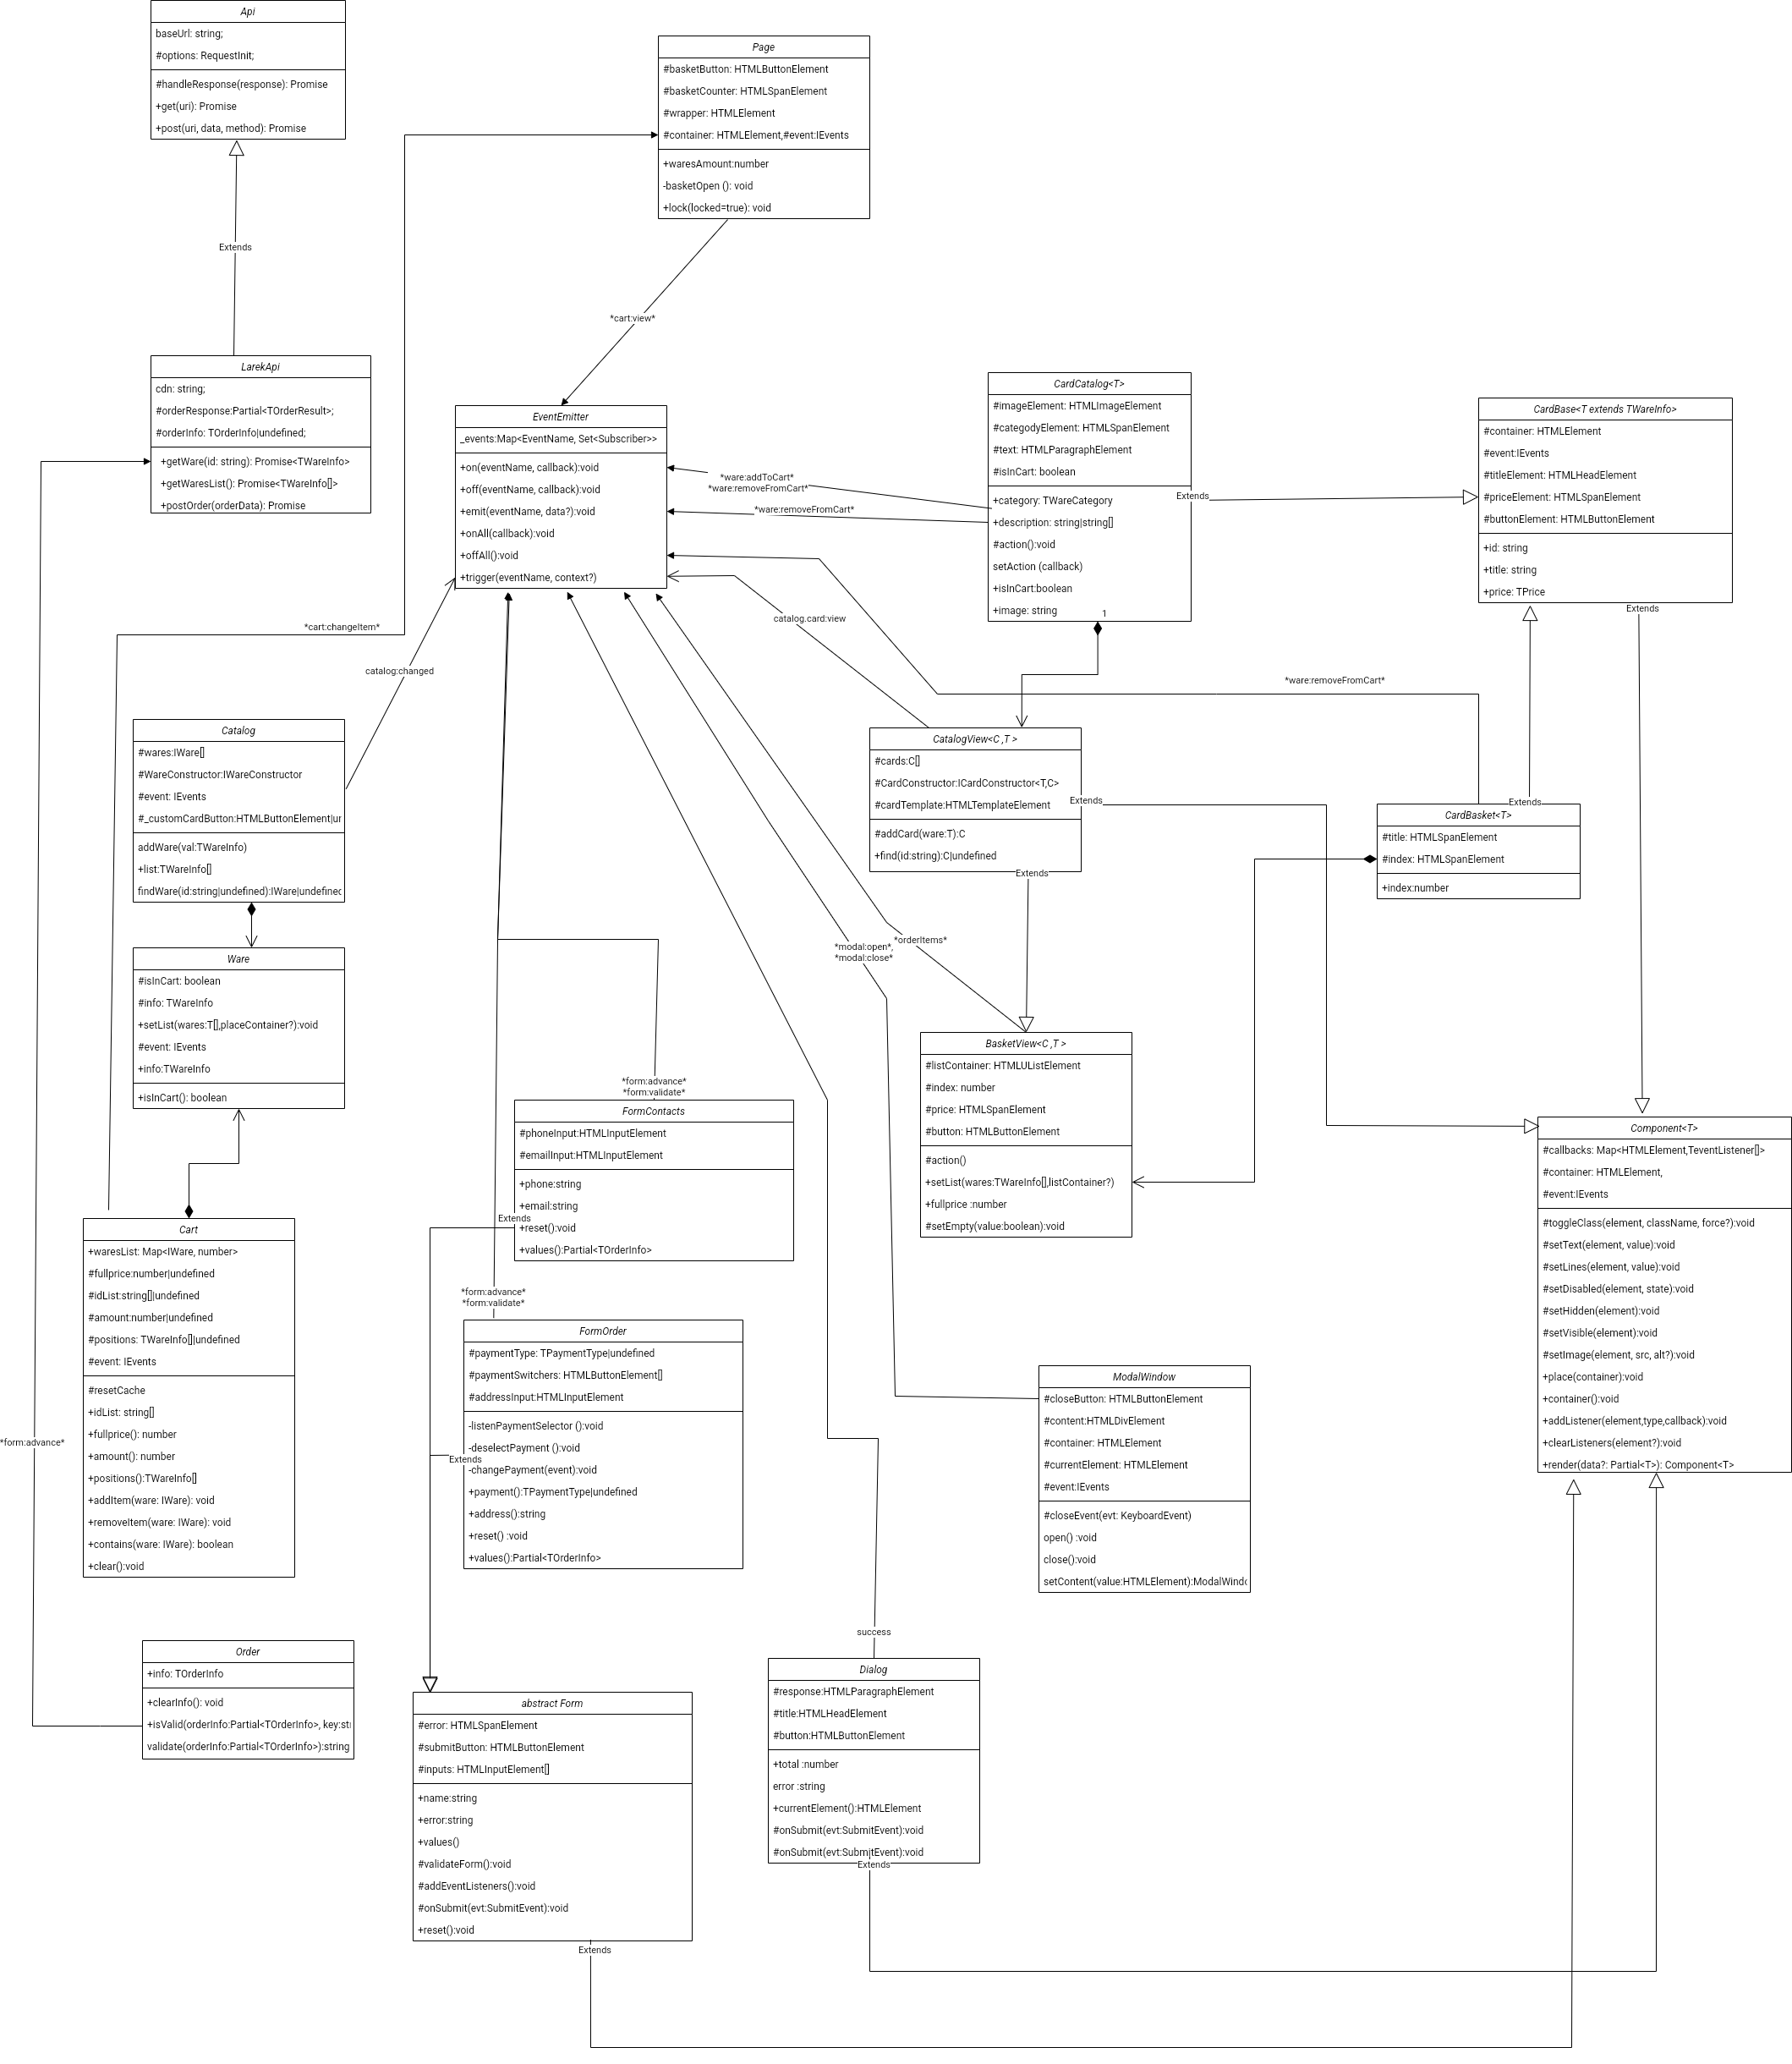 Api
baseUrl: string;
#options: RequestInit;
#handleResponse(response): Promise
+get(uri): Promise
+post(uri, data, method): Promise
Extends
Page
#basketButton: HTMLButtonElement
#basketCounter: HTMLSpanElement
#wrapper: HTMLElement
#container: HTMLElement,#event:IEvents
+waresAmount:number
-basketOpen (): void
+lock(locked=true): void
*cart:view*
LarekApi
cdn: string;
#orderResponse:Partial<TOrderResult>;
#orderInfo: TOrderInfo|undefined;
+getWare(id: string): Promise<TWareInfo>
+getWaresList(): Promise<TWareInfo[]>
+postOrder(orderData): Promise
EventEmitter
_events:Map<EventName, Set<Subscriber>>
+on(eventName, callback):void
+off(eventName, callback):void
+emit(eventName, data?):void
+onAll(callback):void
+offAll():void
+trigger(eventName, context?)
*ware:addToCart*
*ware:removeFromCart*
*ware:removeFromCart*
catalog.card:view
CardCatalog<T>
#imageElement: HTMLImageElement
#categodyElement: HTMLSpanElement
#text: HTMLParagraphElement
#isInCart: boolean
+category: TWareCategory
+description: string|string[]
#action():void
setAction (callback)
+isInCart:boolean
+image: string
1
Extends
CardBase<T extends TWareInfo>
#container: HTMLElement
#event:IEvents
#titleElement: HTMLHeadElement
#priceElement: HTMLSpanElement
#buttonElement: HTMLButtonElement
+id: string
+title: string
+price: TPrice
Extends
*cart:changeItem*
catalog:changed
*ware:removeFromCart*
Catalog
#wares:IWare[]
#WareConstructor:IWareConstructor
#event: IEvents
#_customCardButton:HTMLButtonElement|ur
addWare(val:TWareInfo)
+list:TWareInfo[]
findWare(id:string|undefined):IWare|undefined
CatalogView<C ,T >
#cards:C[]
#CardConstructor:ICardConstructor<T,C>
#cardTemplate:HTMLTemplateElement
#addCard(ware:T):C
+find(id:string):C|undefined
Extends
Extends
Extends
CardBasket<T>
#title: HTMLSpanElement
#index: HTMLSpanElement
+index:number
*orderItems*
*modal:open*,
*modal:close*
Ware
#isInCart: boolean
#info: TWareInfo
+setList(wares:T[],placeContainer?):void
#event: IEvents
+info:TWareInfo
+isInCart(): boolean
BasketView<C ,T >
#listContainer: HTMLUListElement
#index: number
#price: HTMLSpanElement
#button: HTMLButtonElement
#action()
+setList(wares:TWareInfo[],listContainer?)
+fullprice :number
#setEmpty(value:boolean):void
*form:advance*
*form:validate*
FormContacts
#phoneInput:HTMLInputElement
#emailInput:HTMLInputElement
+phone:string
+email:string
+reset():void
+values():Partial<TOrderInfo>
Extends
Component<T>
#callbacks: Map<HTMLElement,TeventListener[]>
#container: HTMLElement,
#event:IEvents
#toggleClass(element, className, force?):void
#setText(element, value):void
#setLines(element, value):void
#setDisabled(element, state):void
#setHidden(element):void
#setVisible(element):void
#setImage(element, src, alt?):void
+place(container):void
+container():void
+addListener(element,type,callback):void
+clearListeners(element?):void
+render(data?: Partial<T>): Component<T>
Cart
+waresList: Map<IWare, number>
#fullprice:number|undefined
#idList:string[]|undefined
#amount:number|undefined
#positions: TWareInfo[]|undefined
#event: IEvents
#resetCache
+idList: string[]
+fullprice(): number
+amount(): number
+positions():TWareInfo[]
+addItem(ware: IWare): void
+removeItem(ware: IWare): void
+contains(ware: IWare): boolean
+clear():void
*form:advance*
*form:advance*
*form:validate*
FormOrder
#paymentType: TPaymentType|undefined
#paymentSwitchers: HTMLButtonElement[]
#addressInput:HTMLInputElement
-listenPaymentSelector ():void
-deselectPayment ():void
-changePayment(event):void
+payment():TPaymentType|undefined
+address():string
+reset() :void
+values():Partial<TOrderInfo>
Extends
ModalWindow
#closeButton: HTMLButtonElement
#content:HTMLDivElement
#container: HTMLElement
#currentElement: HTMLElement
#event:IEvents
#closeEvent(evt: KeyboardEvent)
open() :void
close():void
setContent(value:HTMLElement):ModalWindo
Order
+info: TOrderInfo
+clearInfo(): void
+isValid(orderInfo:Partial<TOrderInfo>, key:stı
validate(orderInfo:Partial<TOrderInfo>):string
success
Dialog
#response:HTMLParagraphElement
#title:HTMLHeadElement
#button:HTMLButtonElement
+total :number
error :string
+currentElement():HTMLElement
#onSubmit(evt:SubmitEvent):void
#onSubmit(evt:SubmitEvent):void
Extends
abstract Form
#error: HTMLSpanElement
#submitButton: HTMLButtonElement
#inputs: HTMLInputElement[]
+name:string
+error:string
+values()
#validateForm():void
#addEventListeners():void
#onSubmit(evt:SubmitEvent):void
+reset():void
Extends